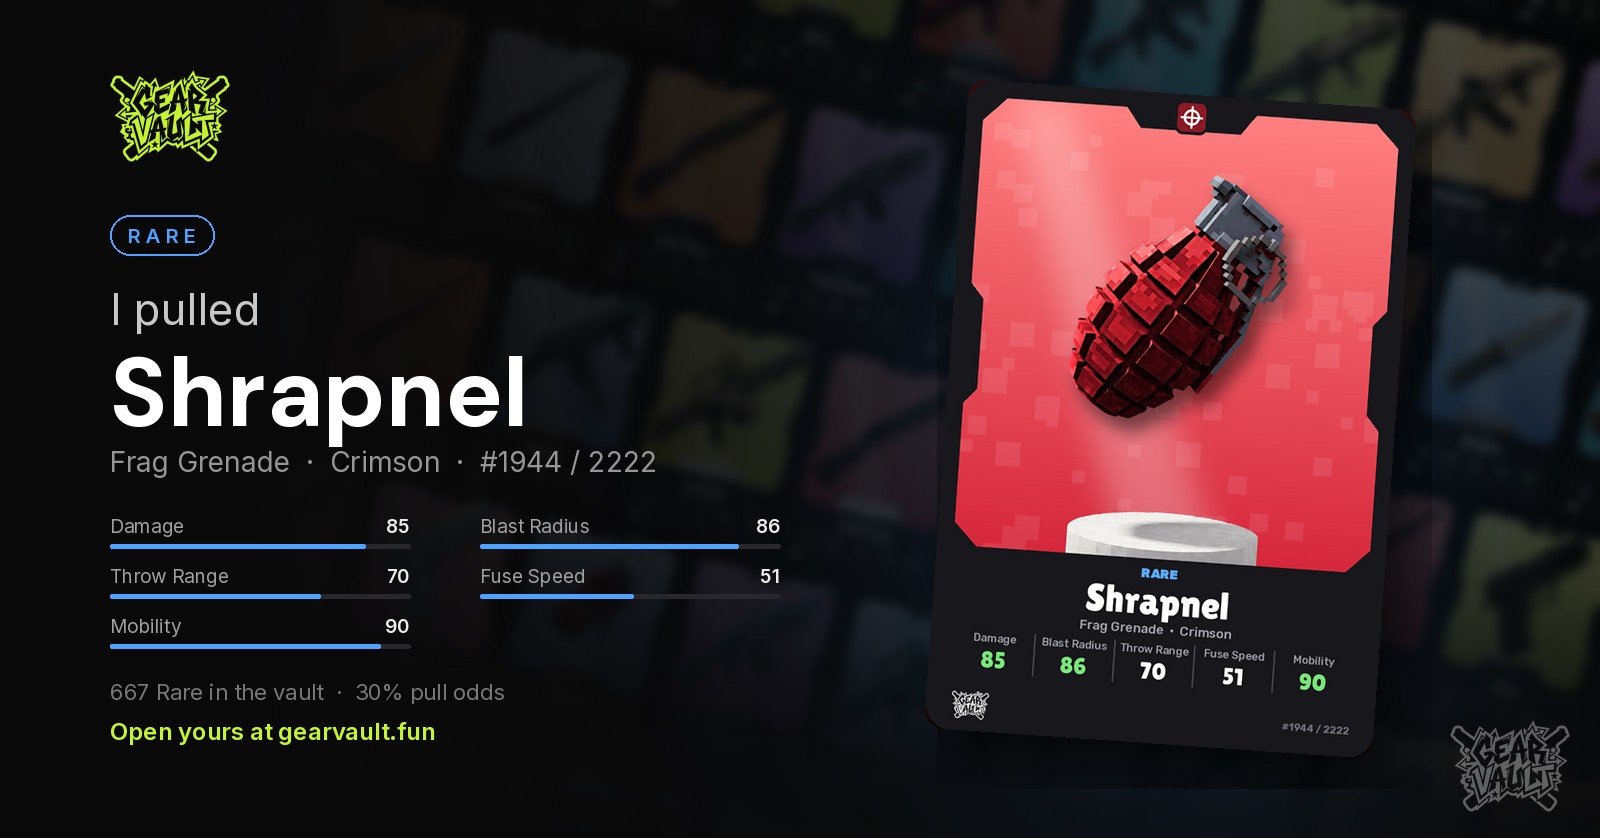 GEAR
VAULT
RARE
I pulled
Shrapnel
Frag Grenade · Crimson · #1944 / 2222
Damage 85
Blast Radius 86
Throw Range 70
Fuse Speed 51
Mobility 90
667 Rare in the vault · 30% pull odds
Open yours at gearvault.fun
RARE
Shrapnel
Frag Grenade · Crimson
Damage Blast Radius Throw Range Fuse Speed Mobility
85 86 70 51 90
GEAR
VAULT
#1944 / 2222
GEAR
VAULT